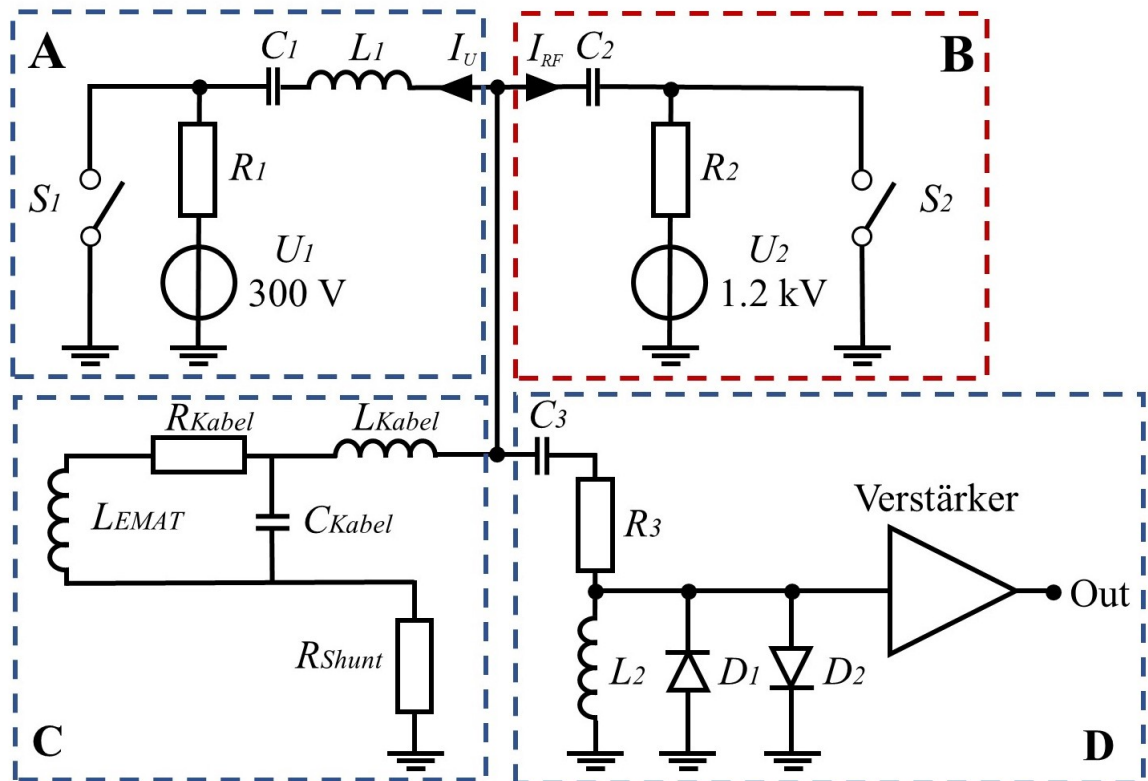 A
C1
L1
IU
IRF
C2
B
S1
R1
U1
300 V
R2
U2
1.2 kV
S2
RKabel
LKabel
C3
LEMAT
CKabel
R3
Verstärker
Out
RShunt
L2
D1
D2
C
D